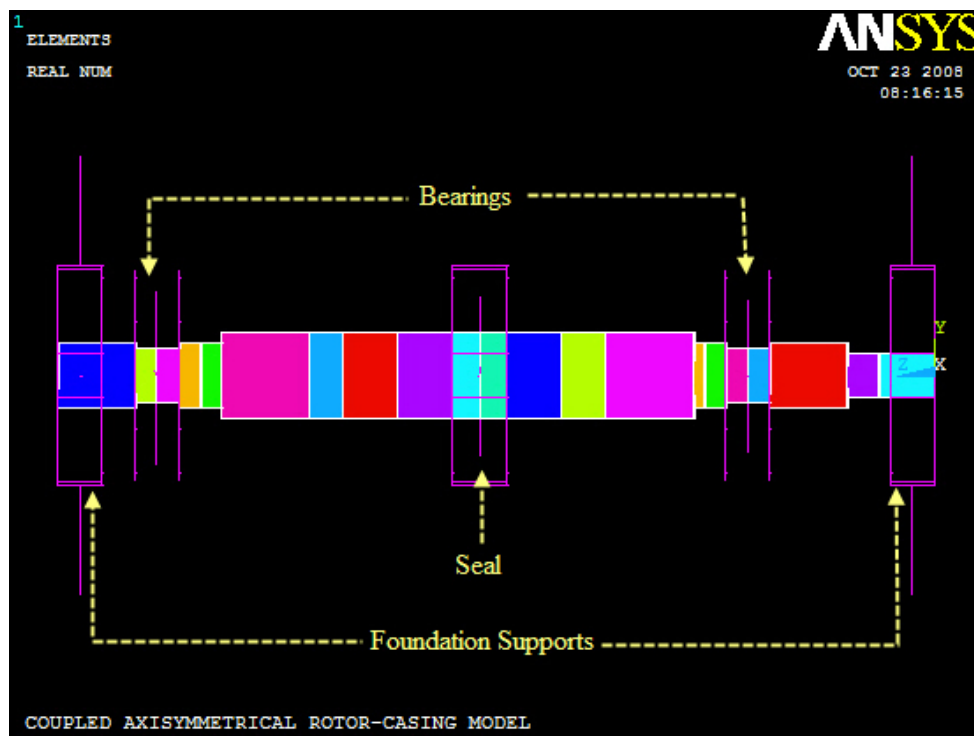 1
ELEMENTS
REAL NUM
ANSYS
OCT 23 2008
08:16:15
Bearings
Y
Z
X
Seal
Foundation Supports
COUPLED AXISYMMETRICAL ROTOR-CASING MODEL